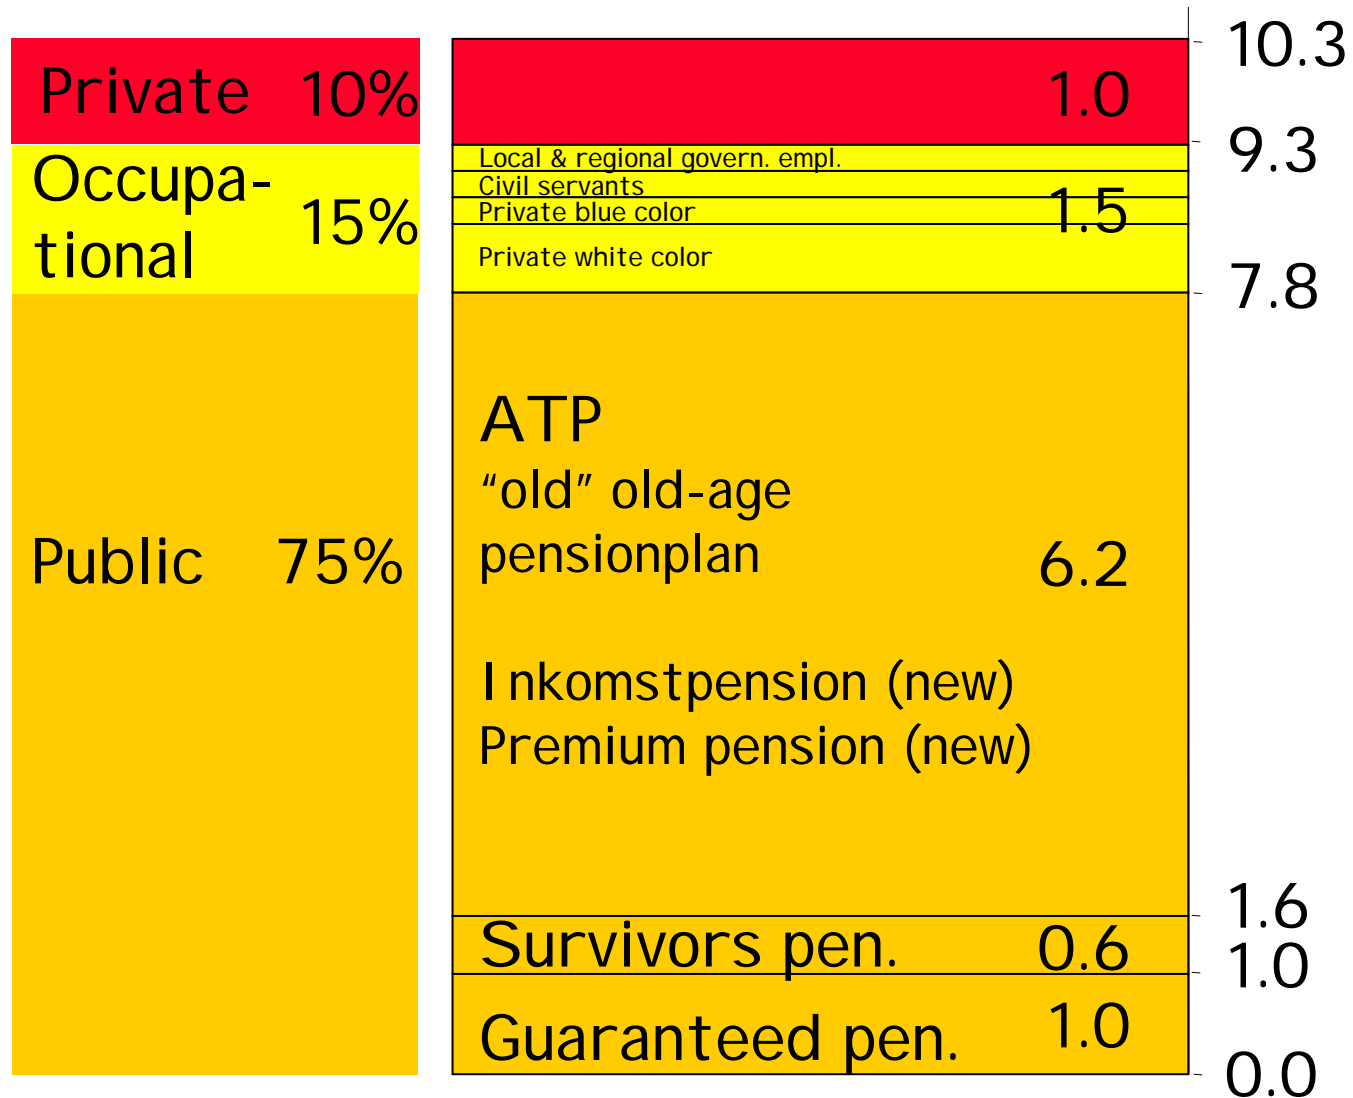 Private 10%
Occupa-
tional 15%
Public 75%
1.0
Local & regional govern. empl.
Civil servants
Private blue color
1.5
Private white color
ATP
“old” old-age
pensionplan 6.2
Inkomstpension (new)
Premium pension (new)
Survivors pen. 0.6
Guaranteed pen. 1.0
10.3
9.3
7.8
1.6
1.0
0.0